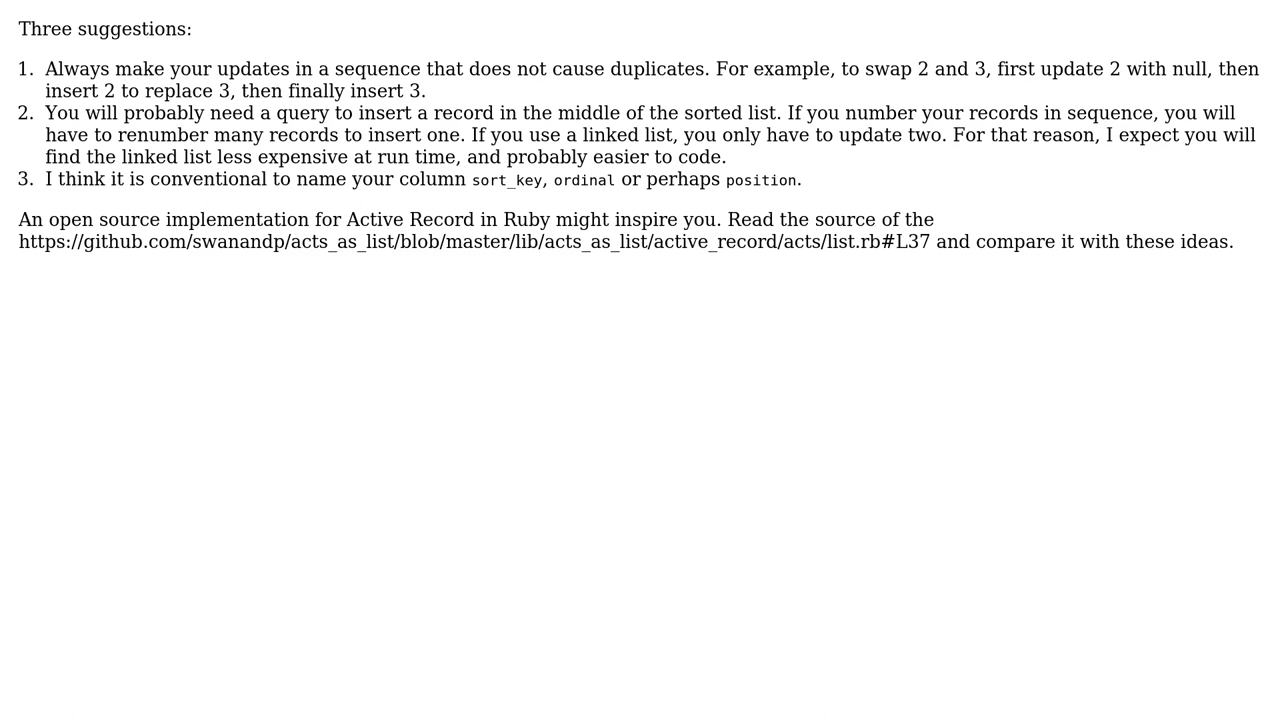 Three suggestions:
1. Always make your updates in a sequence that does not cause duplicates. For example, to swap 2 and 3, first update 2 with null, then
insert 2 to replace 3, then finally insert 3.
2. You will probably need a query to insert a record in the middle of the sorted list. If you number your records in sequence, you will
have to renumber many records to insert one. If you use a linked list, you only have to update two. For that reason, I expect you will
find the linked list less expensive at run time, and probably easier to code.
3. I think it is conventional to name your column sort_key, ordinal or perhaps position.
An open source implementation for Active Record in Ruby might inspire you. Read the source of the
https://github.com/swanandp/acts_as_list/blob/master/lib/acts_as_list/active_record/acts/list.rb#L37 and compare it with these ideas.